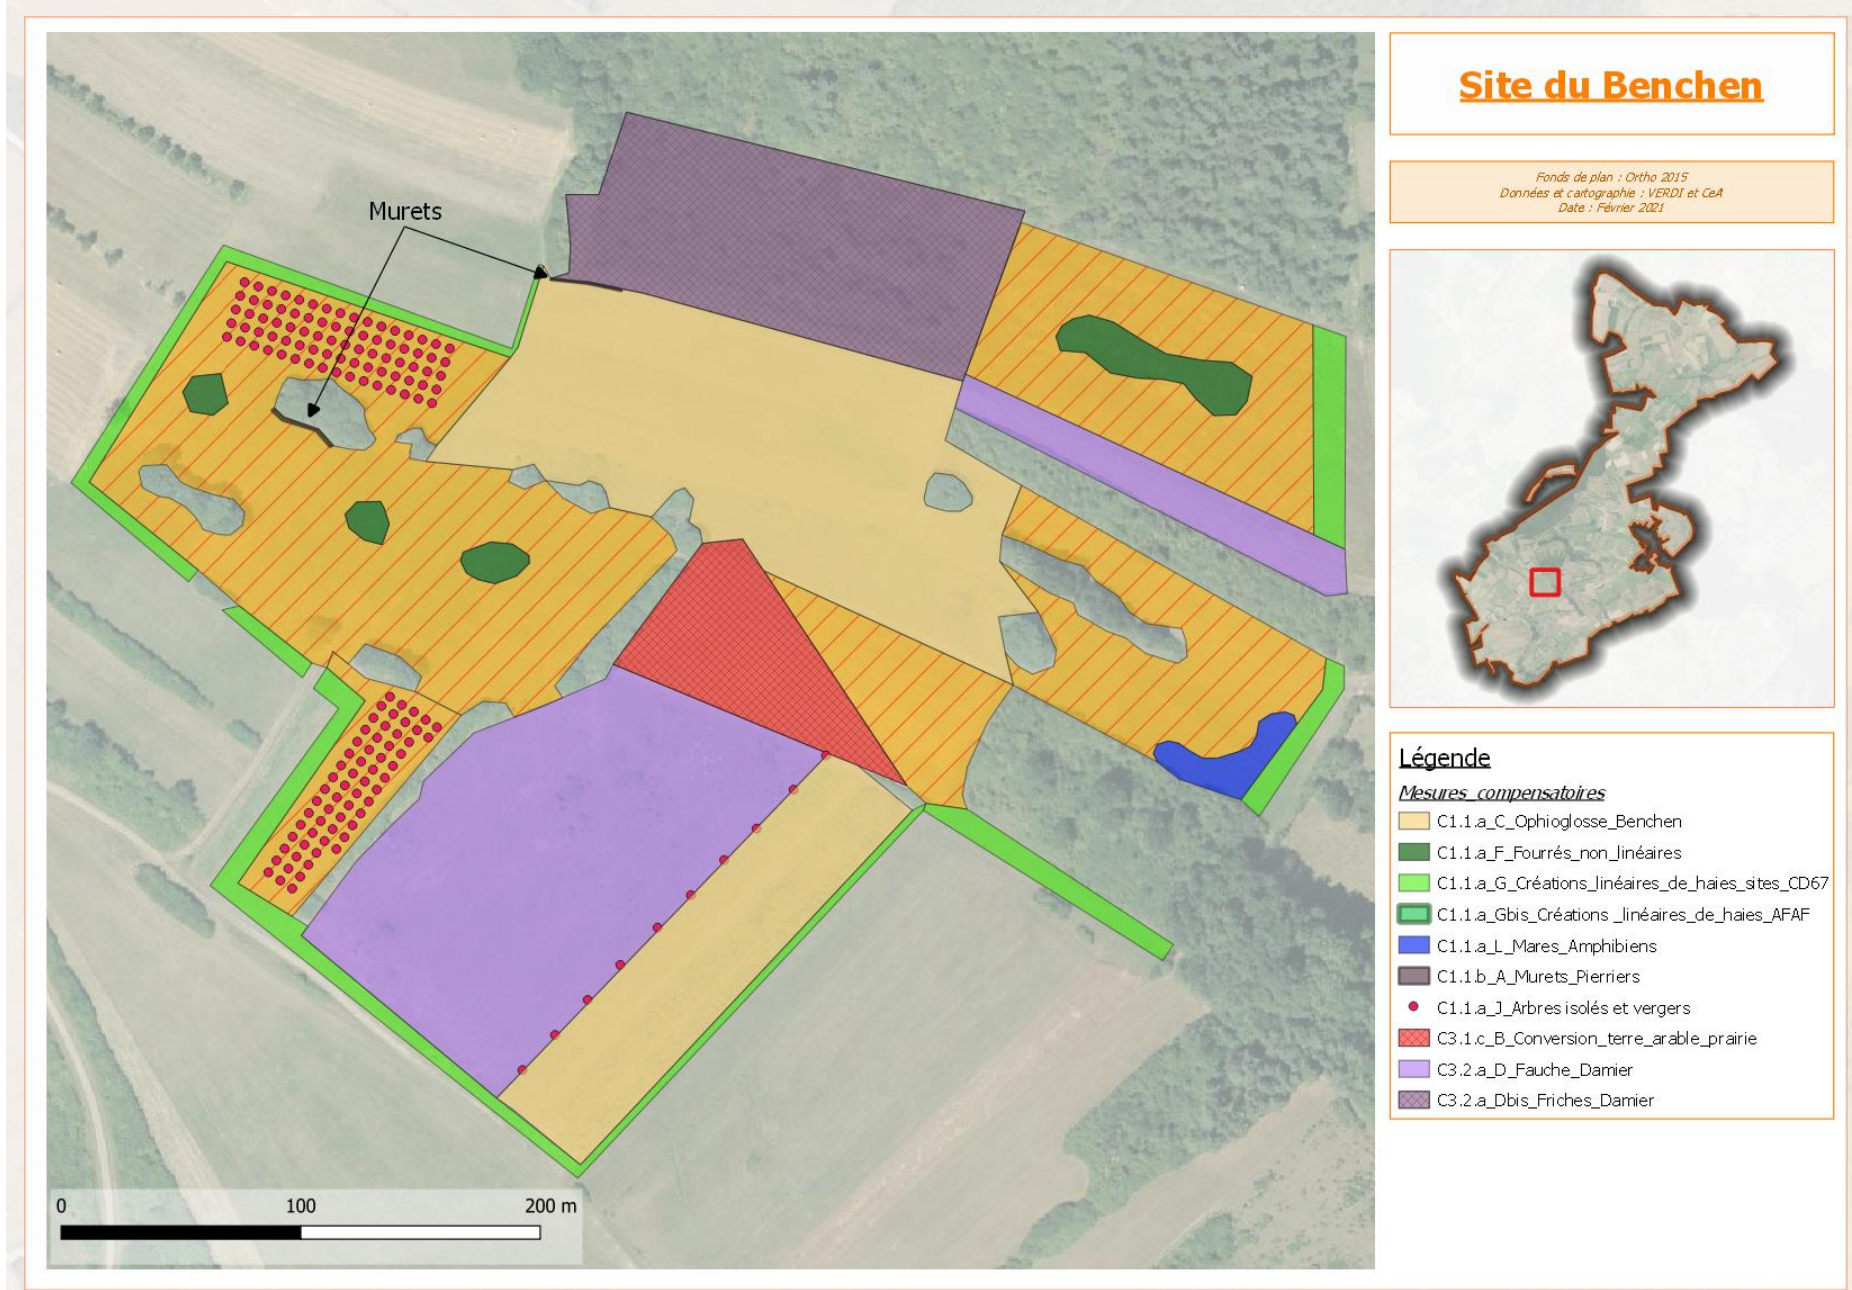 Site du Benchen
Fonds de plan : Ortho 2015
Données et cartographie : VERDI et CeA
Date : Février 2021
Murets
Légende
Mesures_compensatoires
C1.1.a_C_Ophioglosse_Benchen
C1.1.a_F_Fourrés_non_linéaires
C1.1.a_G_Créations_linéaires_de_haies_sites_CD67
C1.1.a_Gbis_Créations _linéaires_de_haies_AFAF
C1.1.a_L_Mares_Amphibiens
C1.1.b_A_Murets_Pierriers
C1.1.a_J_Arbres isolés et vergers
C3.1.c_B_Conversion_terre_arable_prairie
C3.2.a_D_Fauche_Damier
C3.2.a_Dbis_Friches_Damier
0 100 200 m